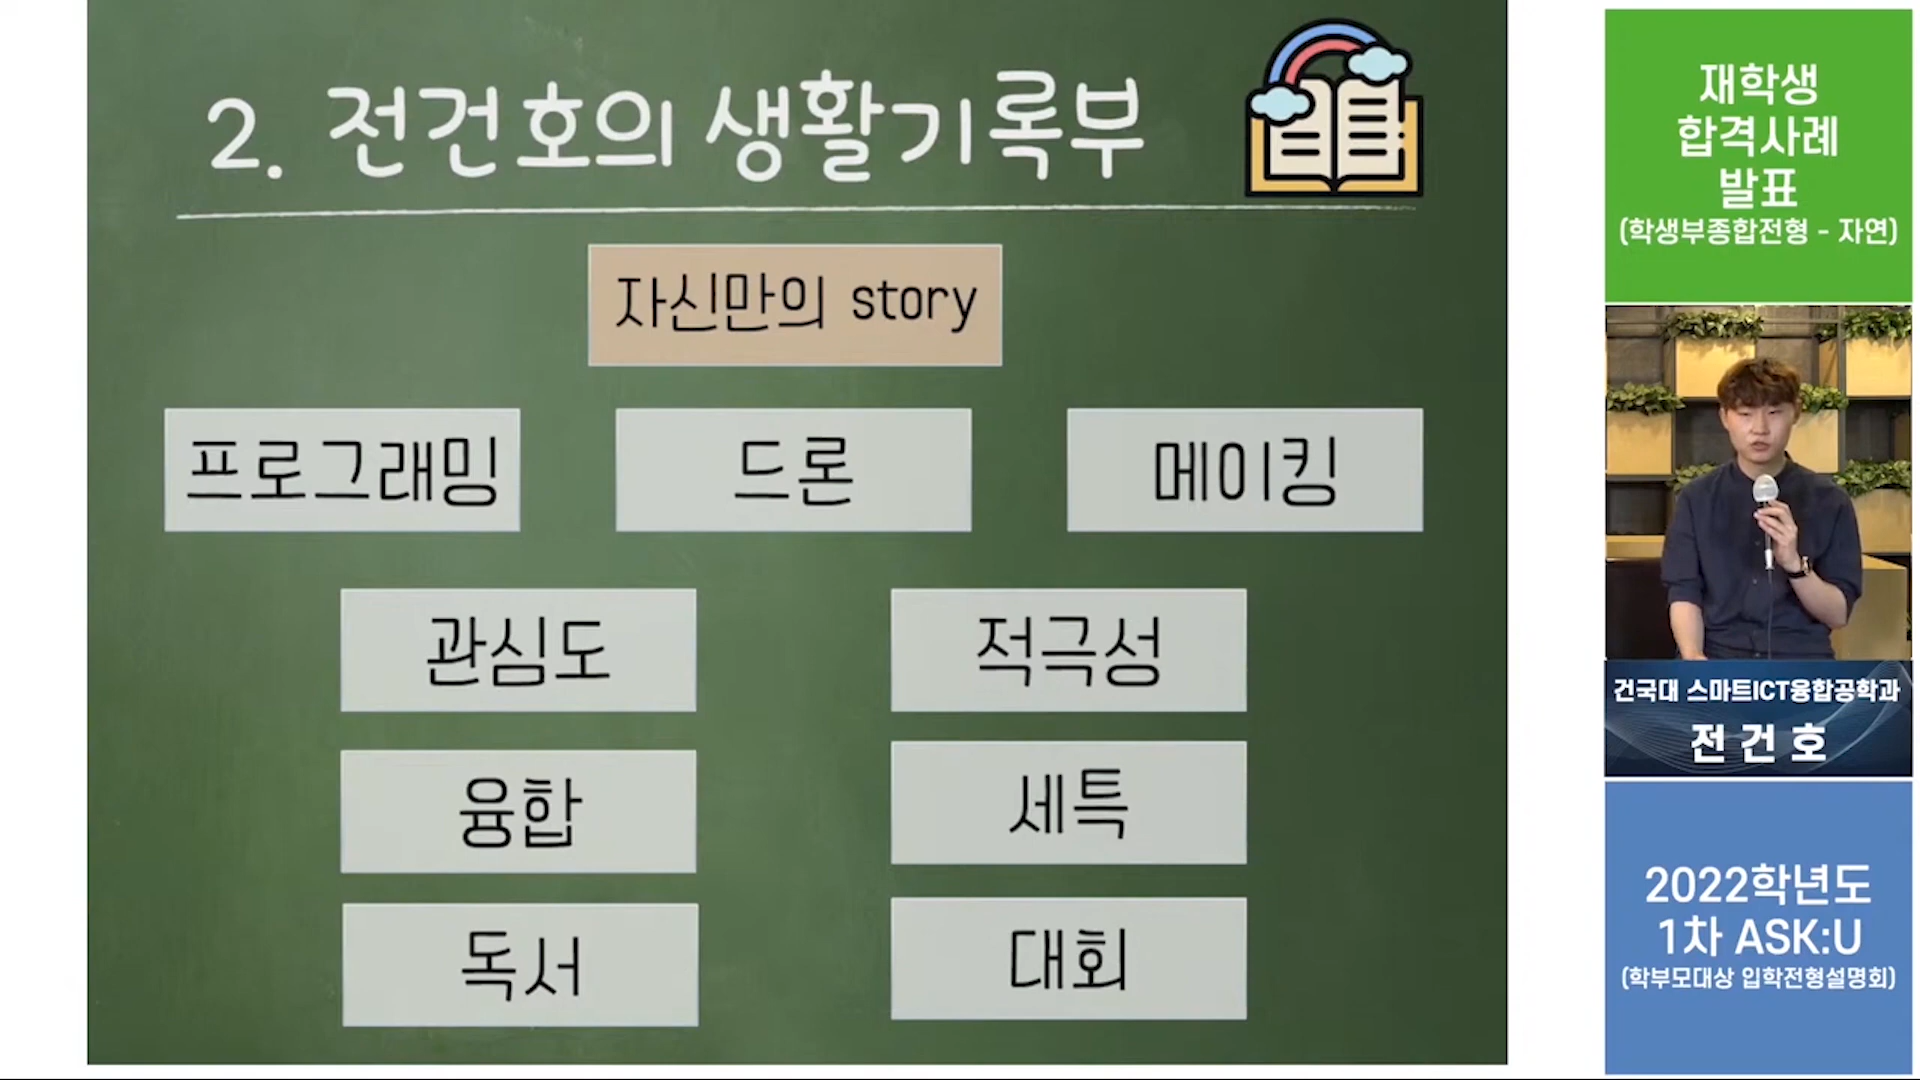 2. 전건호의 생활기록부
자신만의 story
프로그래밍
드론
메이킹
관심도
적극성
융합
세특
독서
대회
재학생
합격사례
발표
(학생부종합전형 - 자연)
건국대 스마트ICT융합공학과
전 건 호
2022학년도
1차 ASK:U
(학부모대상 입학전형설명회)